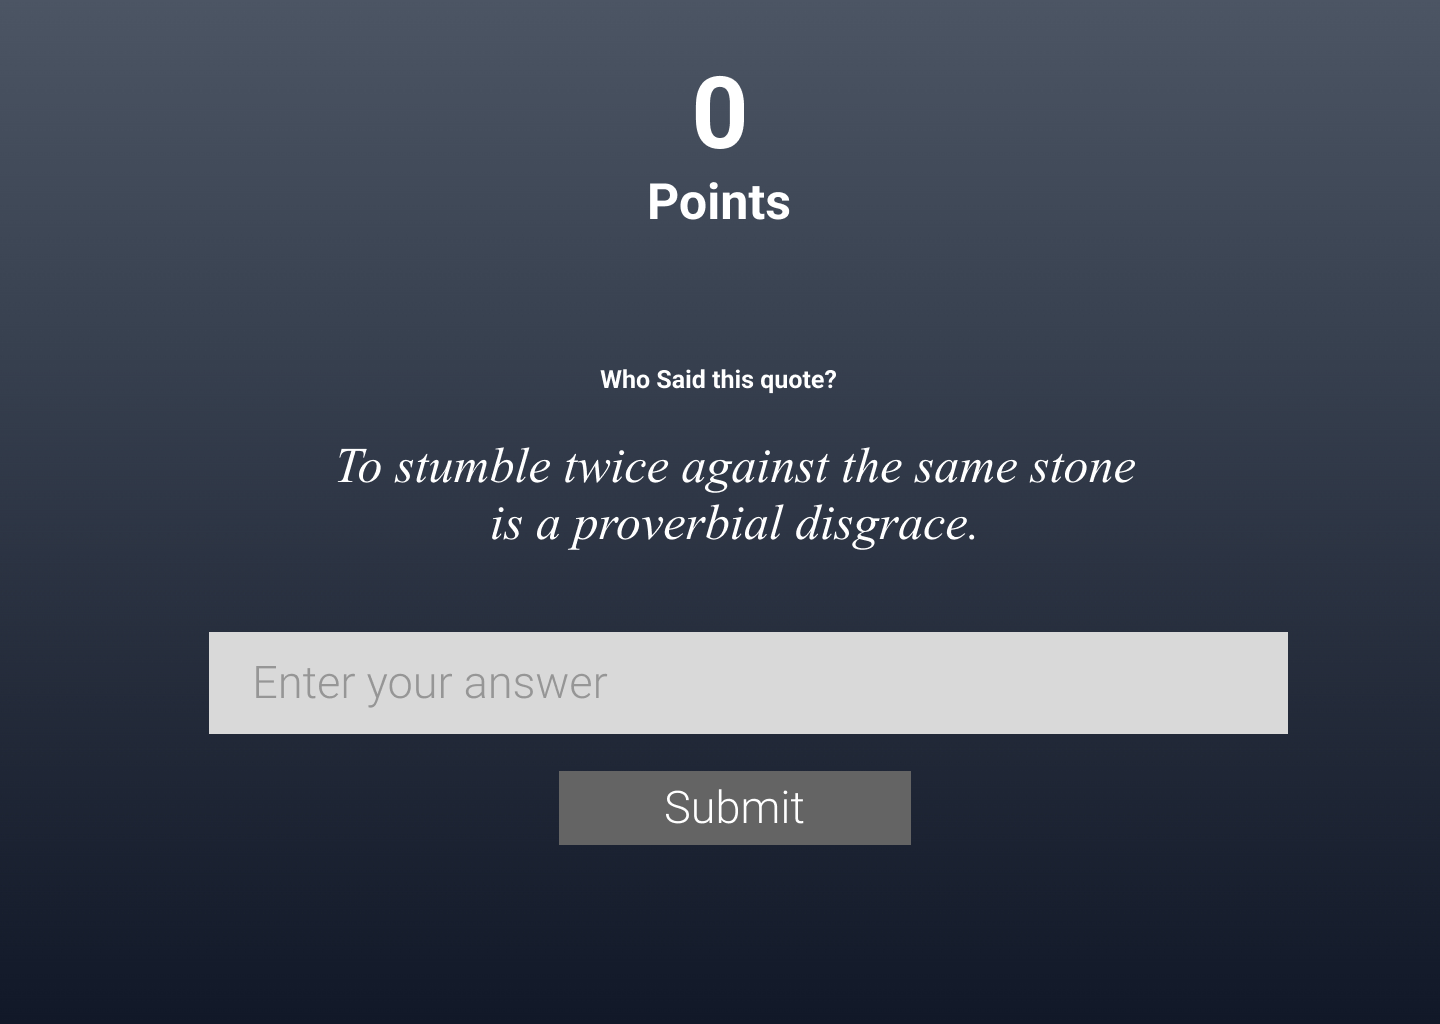 0
Points
Who Said this quote?
To stumble twice against the same stone
is a proverbial disgrace.
Enter your answer
Submit